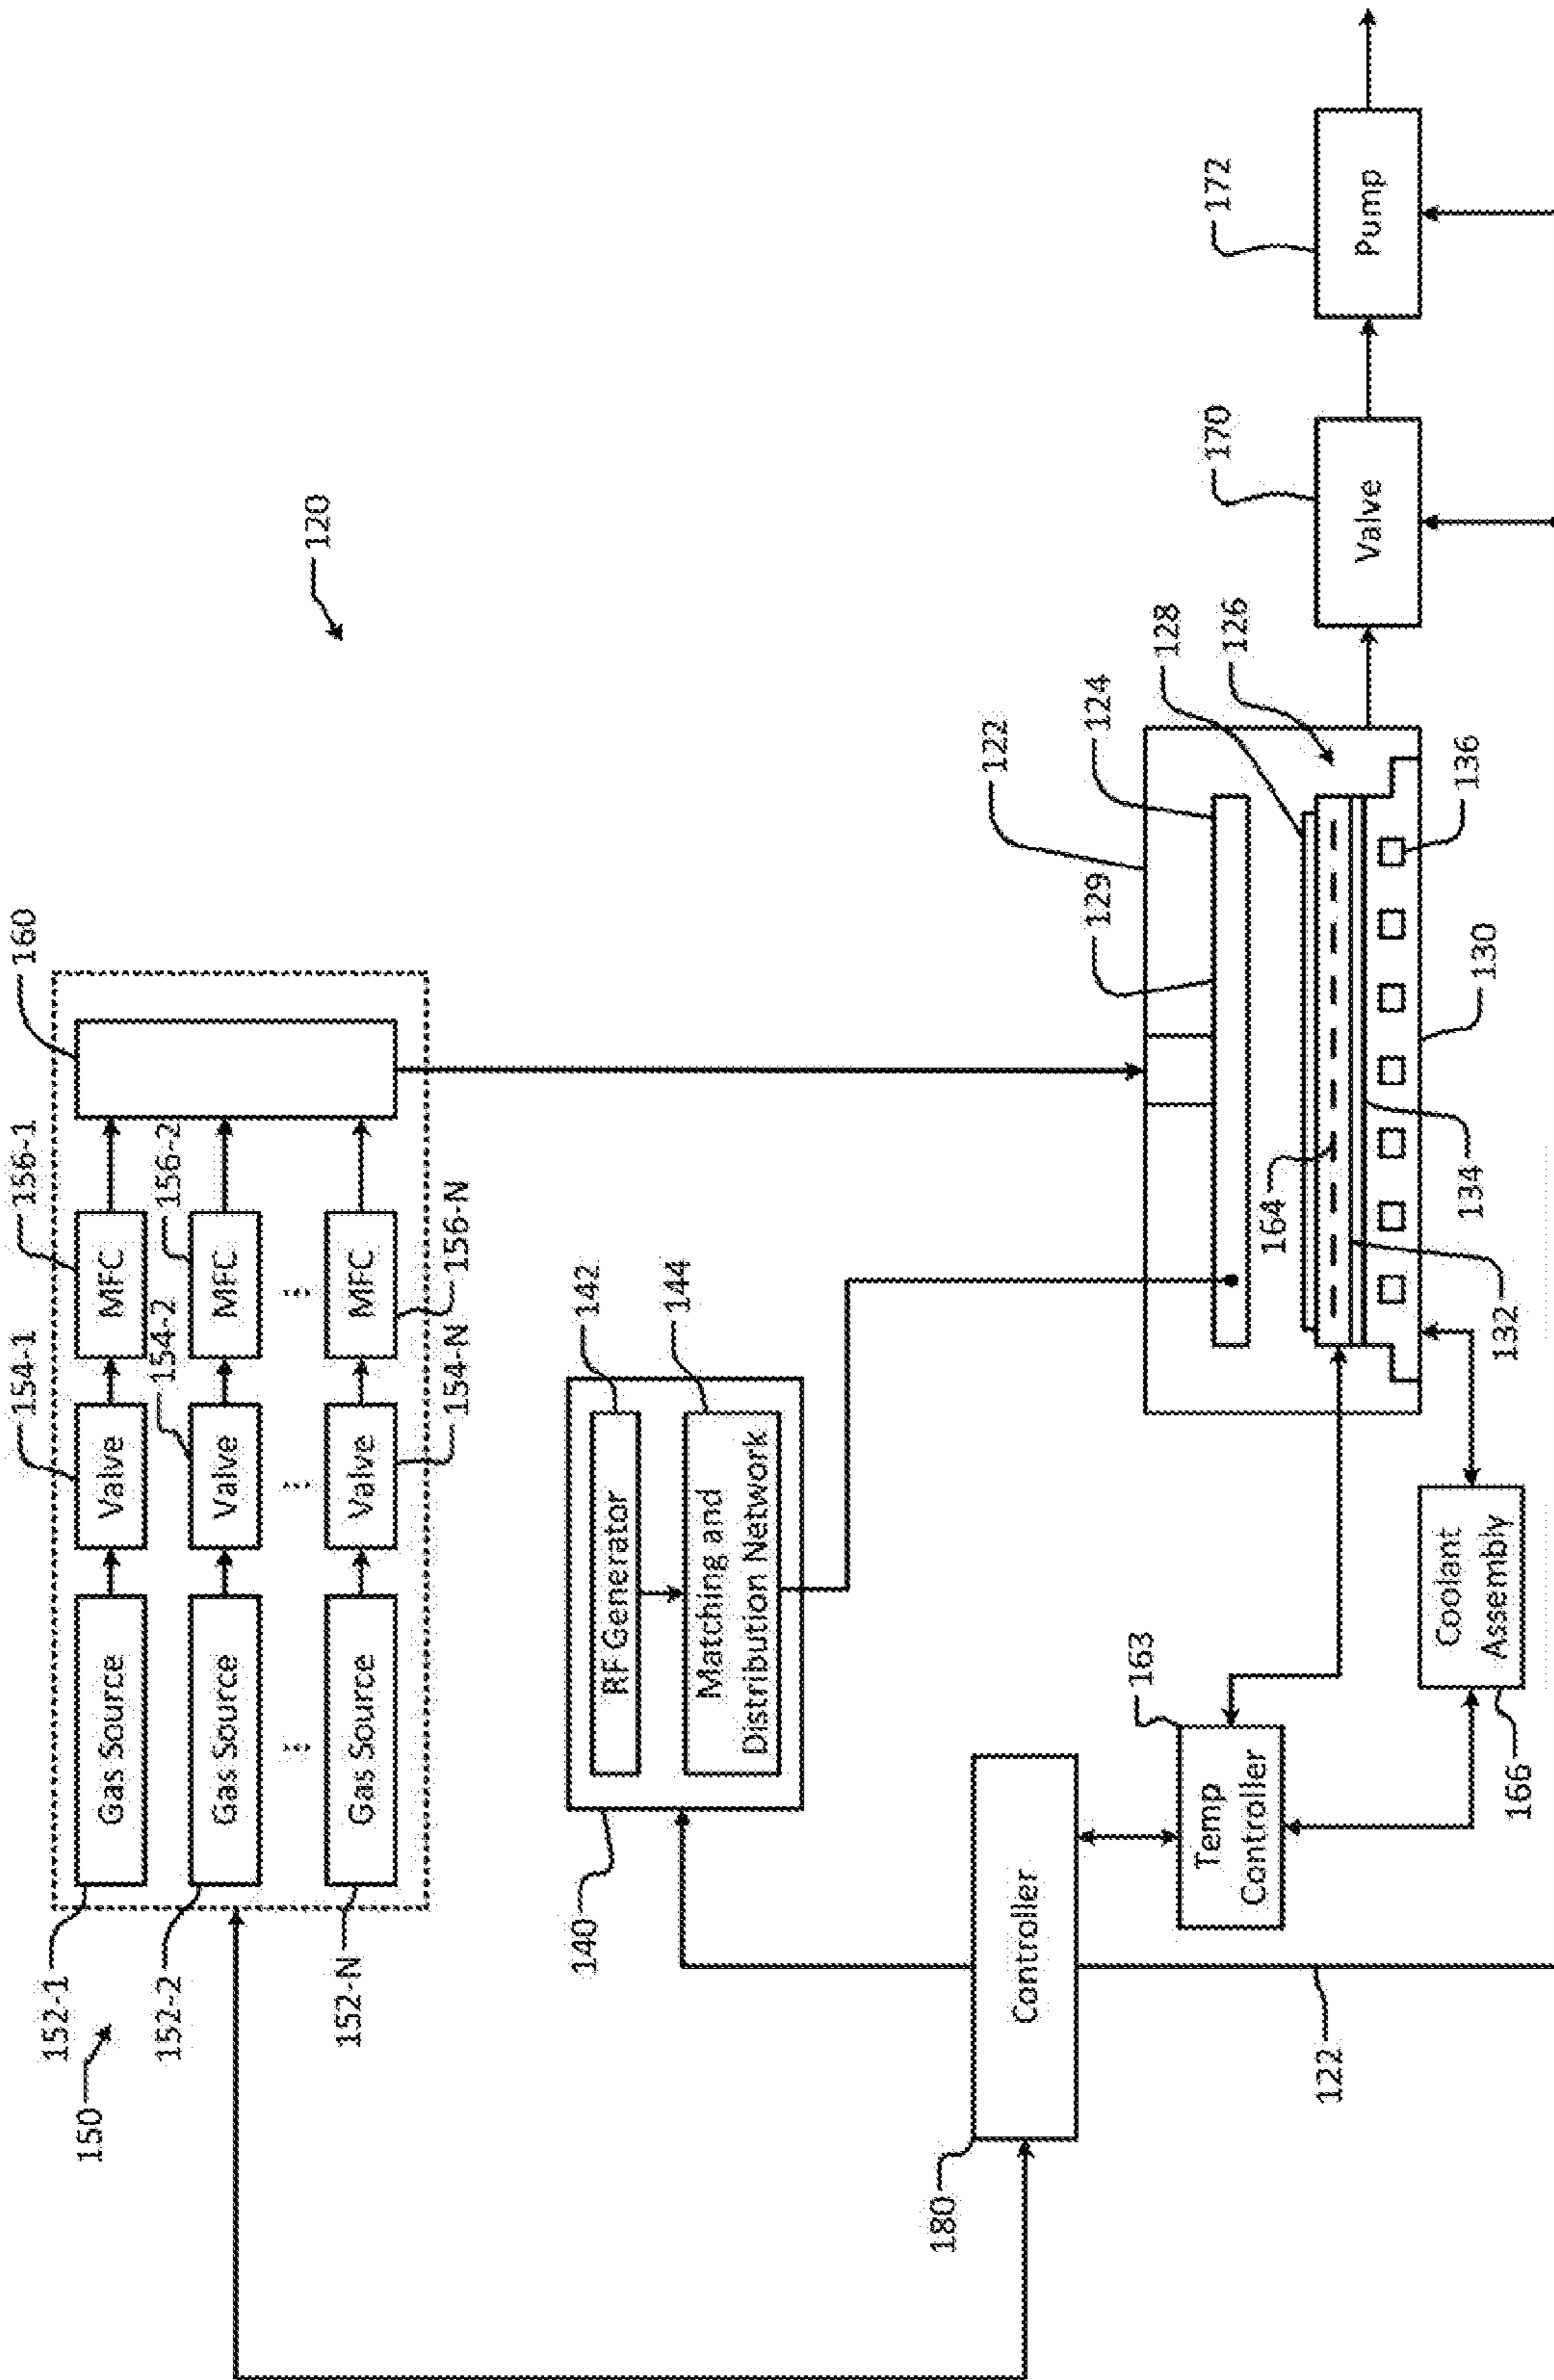 120
150
160
152-1
Gas Source
154-1
Valve
156-1
MFC
152-2
Gas Source
154-2
Valve
156-2
MFC
152-N
Gas Source
154-N
Valve
156-N
MFC
140
RF Generator
142
Matching and
Distribution Network
144
180
Controller
163
Temp
Controller
122
129
124
128
126
164
132
134
130
136
Coolant
Assembly
166
170
Valve
172
Pump
122